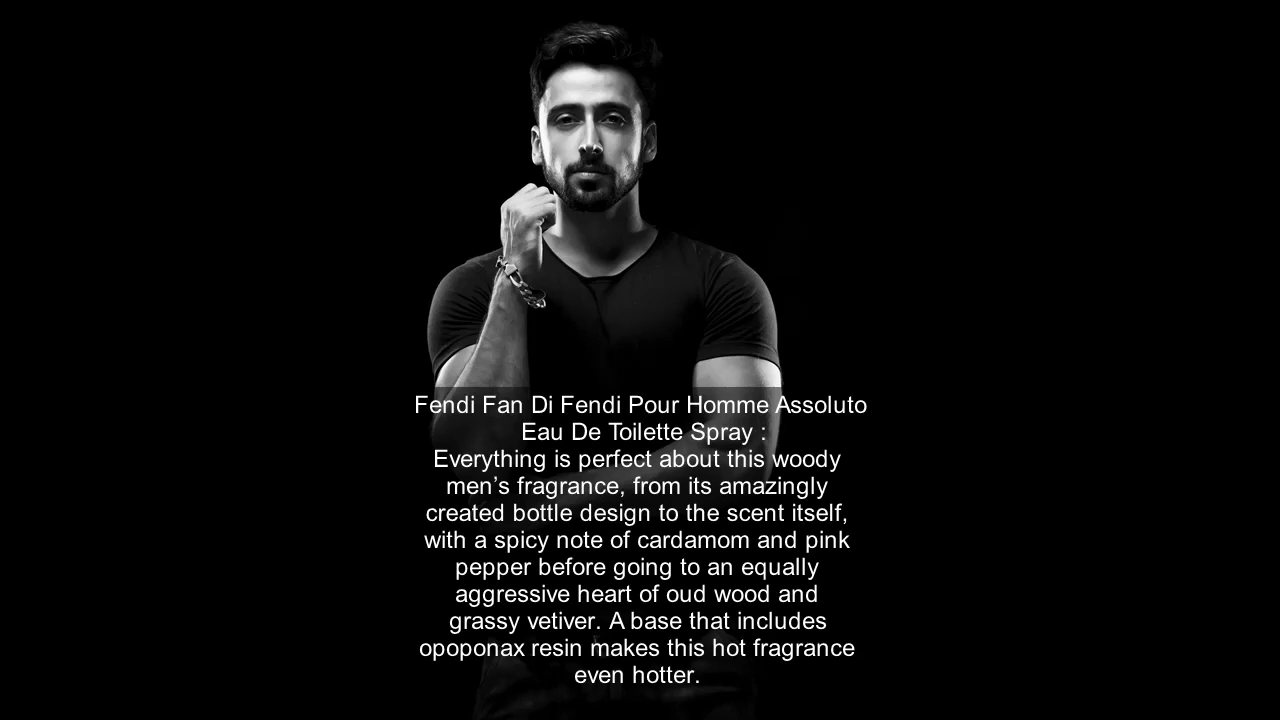 Fendi Fan Di Fendi Pour Homme Assoluto
Eau De Toilette Spray :
Everything is perfect about this woody
men’s fragrance, from its amazingly
created bottle design to the scent itself,
with a spicy note of cardamom and pink
pepper before going to an equally
aggressive heart of oud wood and
grassy vetiver. A base that includes
opoponax resin makes this hot fragrance
even hotter.